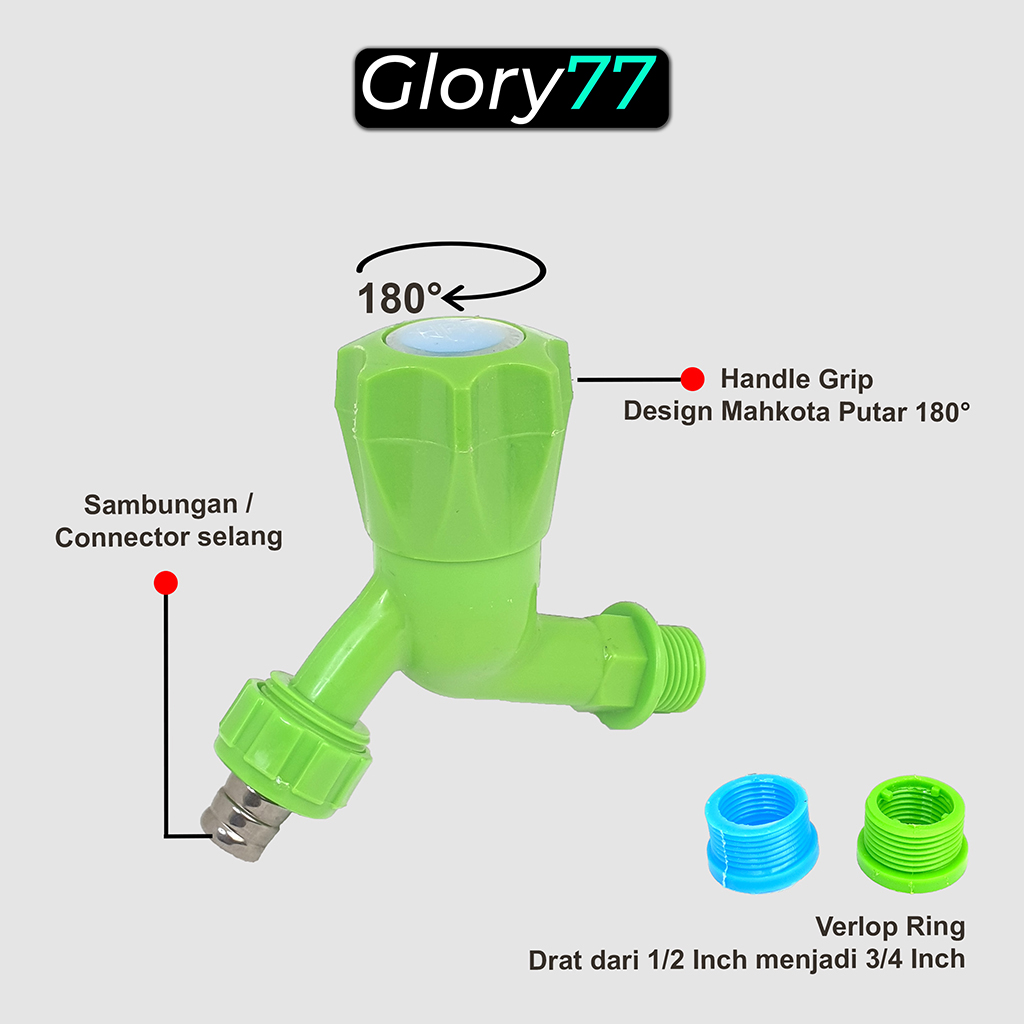 Glory77
180°
Handle Grip
Design Mahkota Putar 180°
Sambungan /
Connector selang
Verlop Ring
Drat dari 1/2 Inch menjadi 3/4 Inch